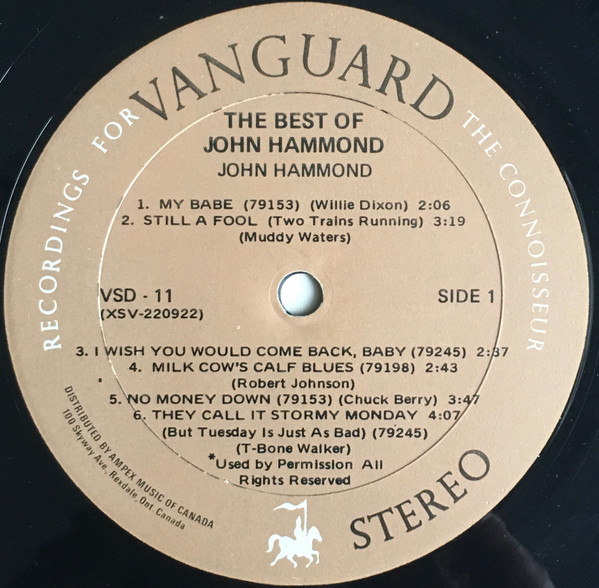 RECORDINGS FOR VANGUARD THE CONNOISSEUR
THE BEST OF
JOHN HAMMOND
JOHN HAMMOND
1. MY BABE (79153) (Willie Dixon) 2:06
2. STILL A FOOL (Two Trains Running) 3:19
(Muddy Waters)
VSD - 11
(XSV-220922)
SIDE 1
3. I WISH YOU WOULD COME BACK, BABY (79245) 2:37
4. MILK COW'S CALF BLUES (79198) 2:43
(Robert Johnson)
5. NO MONEY DOWN (79153) (Chuck Berry) 3:47
6. THEY CALL IT STORMY MONDAY 4:07
(But Tuesday Is Just As Bad) (79245)
(T-Bone Walker)
*Used by Permission All
Rights Reserved
DISTRIBUTED BY AMPEX MUSIC OF CANADA
100 Skyway Ave., Rexdale, Ont Canada
STEREO